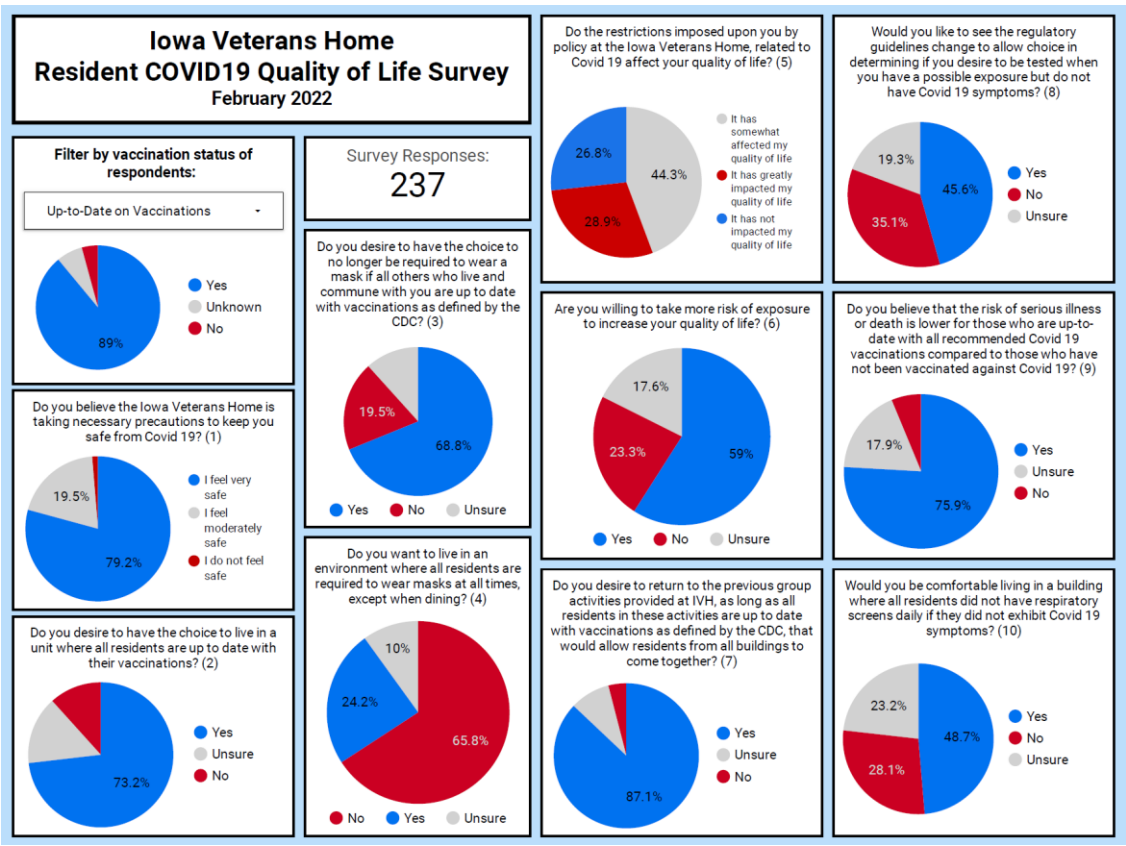 Iowa Veterans Home
Resident COVID19 Quality of Life Survey
February 2022
Filter by vaccination status of
respondents:
Up-to-Date on Vaccinations
Yes
Unknown
No
89%
Do you believe the Iowa Veterans Home is
taking necessary precautions to keep you
safe from Covid 19? (1)
19.5%
79.2%
I feel very
safe
I feel
moderately
safe
I do not feel
safe
Do you desire to have the choice to live in a
unit where all residents are up to date with
their vaccinations? (2)
73.2%
Yes
Unsure
No
Survey Responses:
237
Do you desire to have the choice to
no longer be required to wear a
mask if all others who live and
commune with you are up to date
with vaccinations as defined by the
CDC? (3)
19.5%
68.8%
Yes No Unsure
Do you want to live in an
environment where all residents are
required to wear masks at all times,
except when dining? (4)
10%
24.2%
65.8%
No Yes Unsure
Do the restrictions imposed upon you by
policy at the Iowa Veterans Home, related to
Covid 19 affect your quality of life? (5)
26.8%
44.3%
28.9%
It has
somewhat
affected my
quality of life
It has greatly
impacted my
quality of life
It has not
impacted my
quality of life
Are you willing to take more risk of exposure
to increase your quality of life? (6)
17.6%
23.3%
59%
Yes No Unsure
Do you desire to return to the previous group
activities provided at IVH, as long as all
residents in these activities are up to date
with vaccinations as defined by the CDC, that
would allow residents from all buildings to
come together? (7)
87.1%
Yes
Unsure
No
Would you like to see the regulatory
guidelines change to allow choice in
determining if you desire to be tested when
you have a possible exposure but do not
have Covid 19 symptoms? (8)
19.3%
45.6%
35.1%
Yes
No
Unsure
Do you believe that the risk of serious illness
or death is lower for those who are up-to-
date with all recommended Covid 19
vaccinations compared to those who have
not been vaccinated against Covid 19? (9)
17.9%
75.9%
Yes
Unsure
No
Would you be comfortable living in a building
where all residents did not have respiratory
screens daily if they did not exhibit Covid 19
symptoms? (10)
23.2%
48.7%
28.1%
Yes
No
Unsure